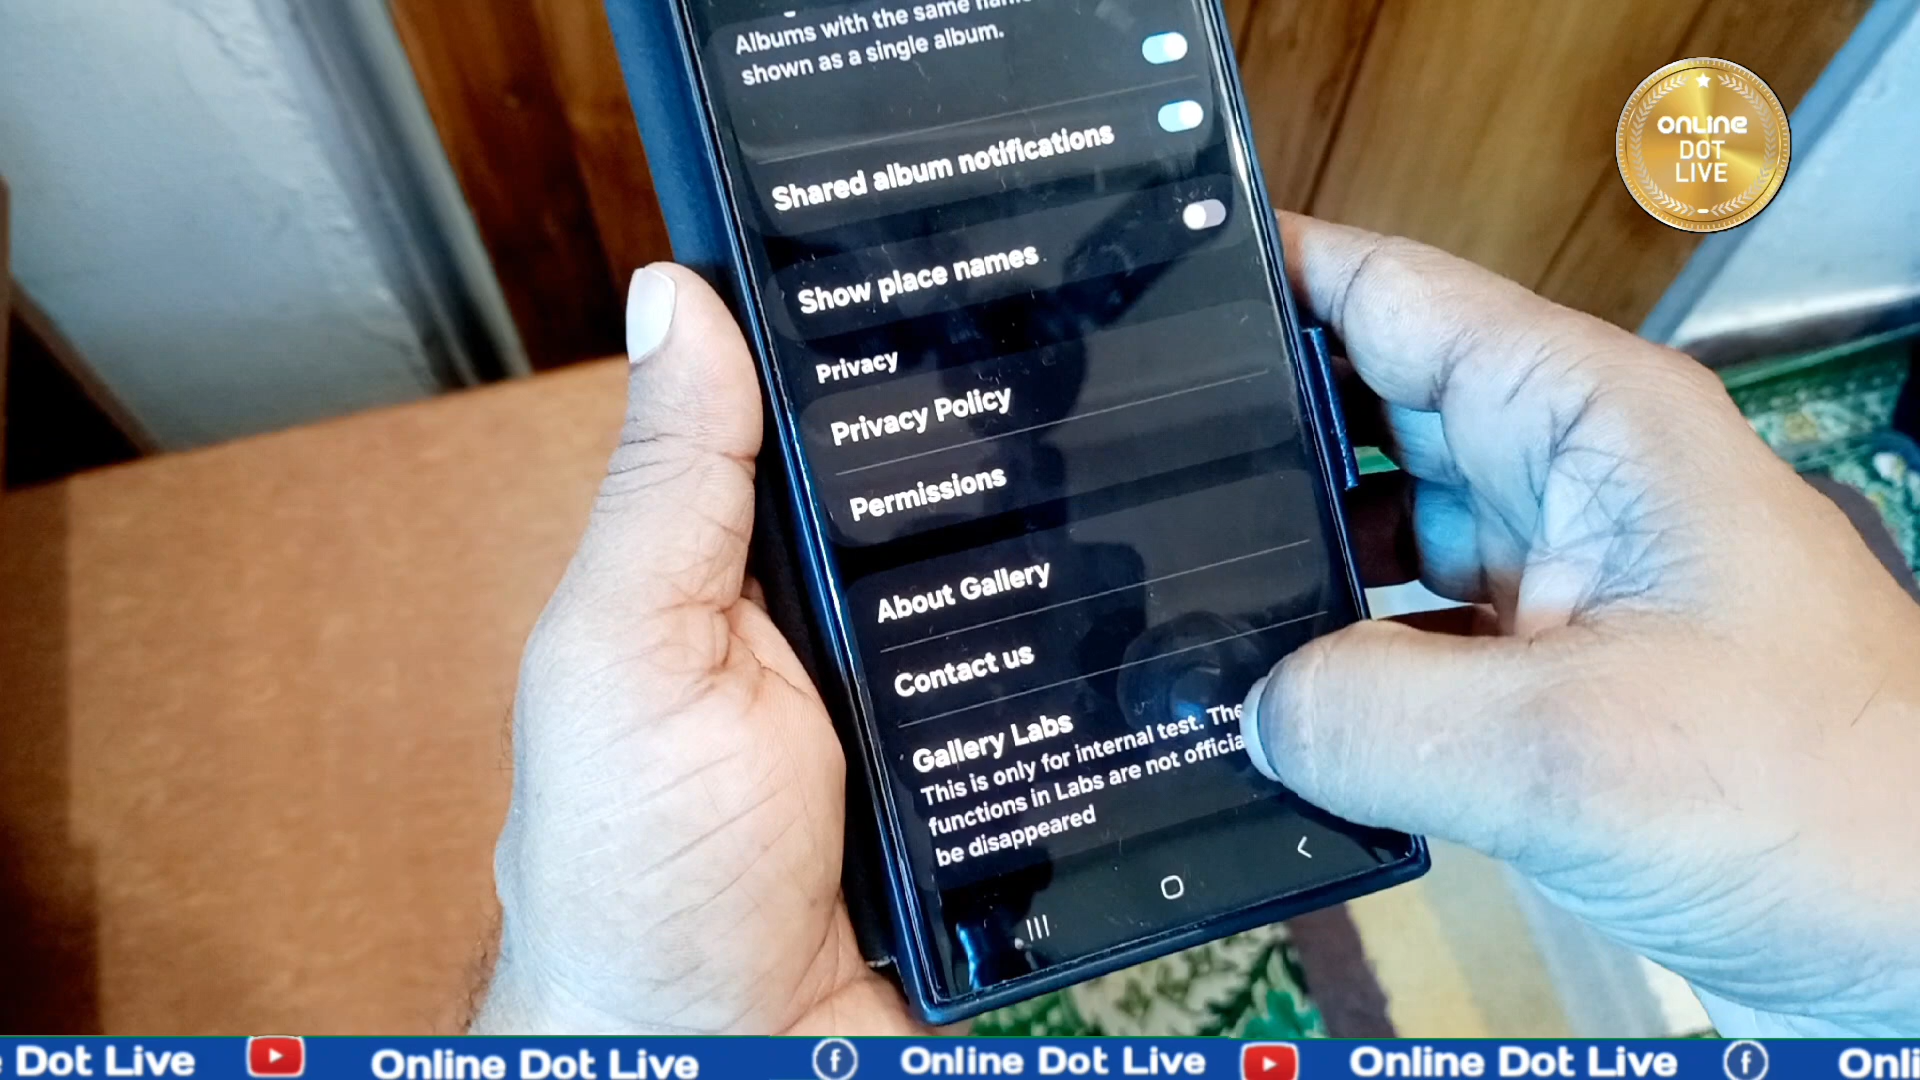 Albums with the same
shown as a single album.
Shared album notifications
Show place names
Privacy
Privacy Policy
Permissions
About Gallery
Contact us
Gallery Labs
This is only for internal test. The
functions in Labs are not
be disappeared
ONLINE
DOT
LIVE
Dot Live
Online Dot Live
Online Dot Live
Online Dot Live